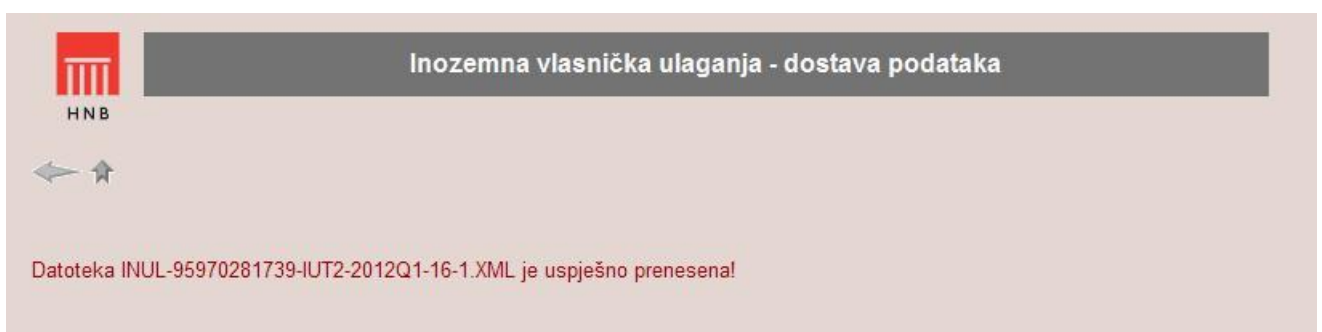 Inozemna vlasnička ulaganja - dostava podataka
HNB
Datoteka INUL-95970281739-IUT2-2012Q1-16-1.XML je uspješno prenesena!